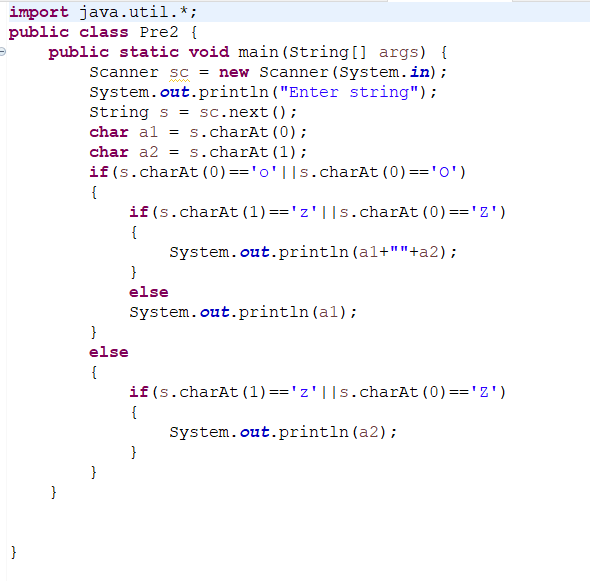 import java.util.*;
public class Pre2 {
    public static void main(String[] args) {
        Scanner sc = new Scanner(System.in);
        System.out.println("Enter string");
        String s = sc.next();
        char a1 = s.charAt(0);
        char a2 = s.charAt(1);
        if(s.charAt(0)=='o'||s.charAt(0)=='O')
        {
            if(s.charAt(1)=='z'||s.charAt(0)=='Z')
            {
                System.out.println(a1+""+a2);
            }
            else
            System.out.println(a1);
        }
        else
        {
            if(s.charAt(1)=='z'||s.charAt(0)=='Z')
            {
                System.out.println(a2);
            }
        }
    }
}